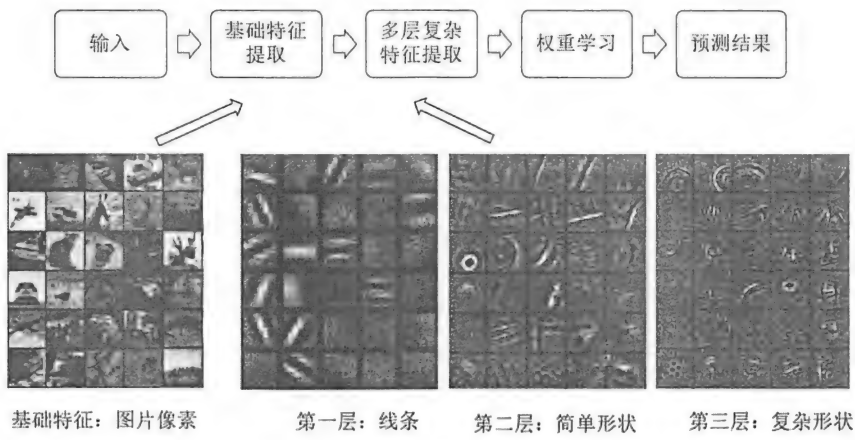 输入
基础特征
提取
多层复杂
特征提取
权重学习
预测结果
基础特征：图片像素
第一层：线条
第二层：简单形状
第三层：复杂形状